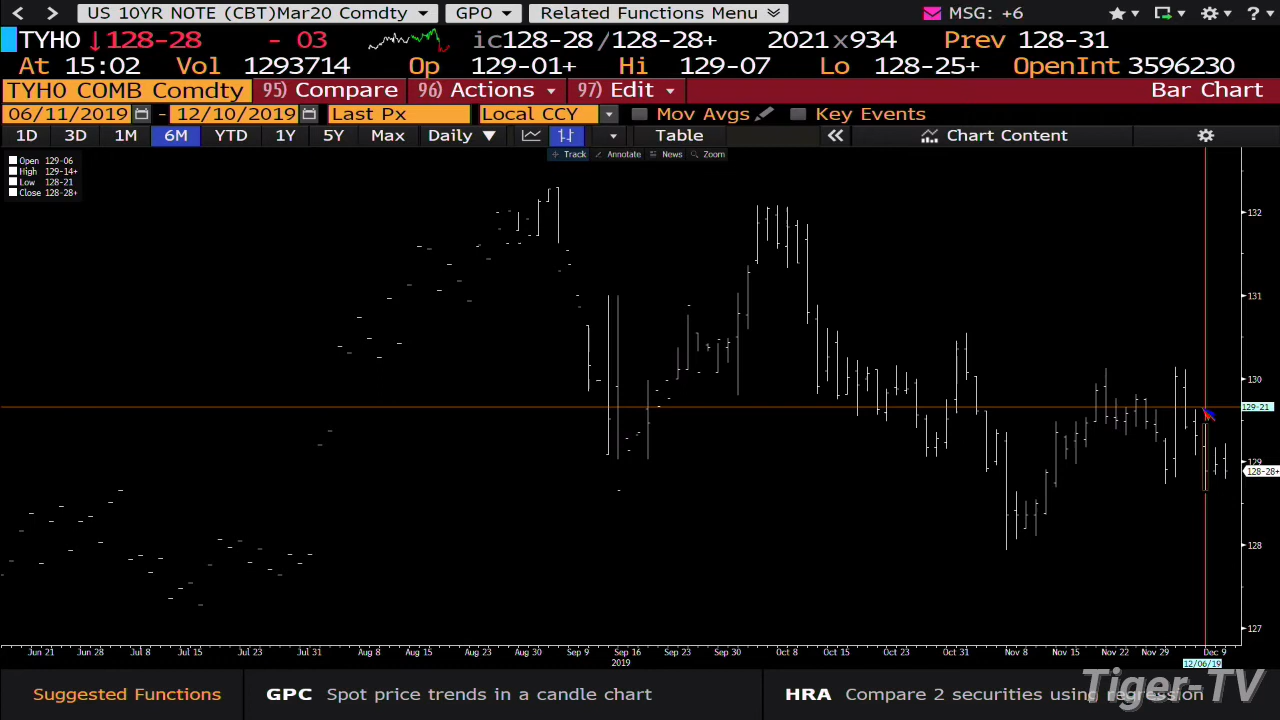 US 10YR NOTE (CBT)Mar20 Comdty GPO Related Functions Menu MSG: +6 ?
TYH0 ↓128-28 - 03 ic128-28/128-28+ 2021x934 Prev 128-31
At 15:02 Vol 1293714 Op 129-01+ Hi 129-07 Lo 128-25+ OpenInt 3596230
TYH0 COMB Comdty 95) Compare 96) Actions 97) Edit Bar Chart
06/11/2019 - 12/10/2019 Last Px Local CCY Mov Avgs Key Events
1D 3D 1M 6M YTD 1Y 5Y Max Daily ▼ Table « Chart Content
Track Annotate News Zoom
Open 129-06
High 129-14+
Low 128-21
Close 128-28+
132
131
130
129-21
129
128-28+
128
127
Jun 21 Jun 28 Jul 8 Jul 15 Jul 23 Jul 31 Aug 8 Aug 15 Aug 23 Aug 30 Sep 9 Sep 16 Sep 23 Sep 30 Oct 8 Oct 15 Oct 23 Oct 31 Nov 8 Nov 15 Nov 22 Nov 29 Dec 9
2019 12/06/19
Suggested Functions GPC Spot price trends in a candle chart HRA Compare 2 securities using regression
Tiger-TV